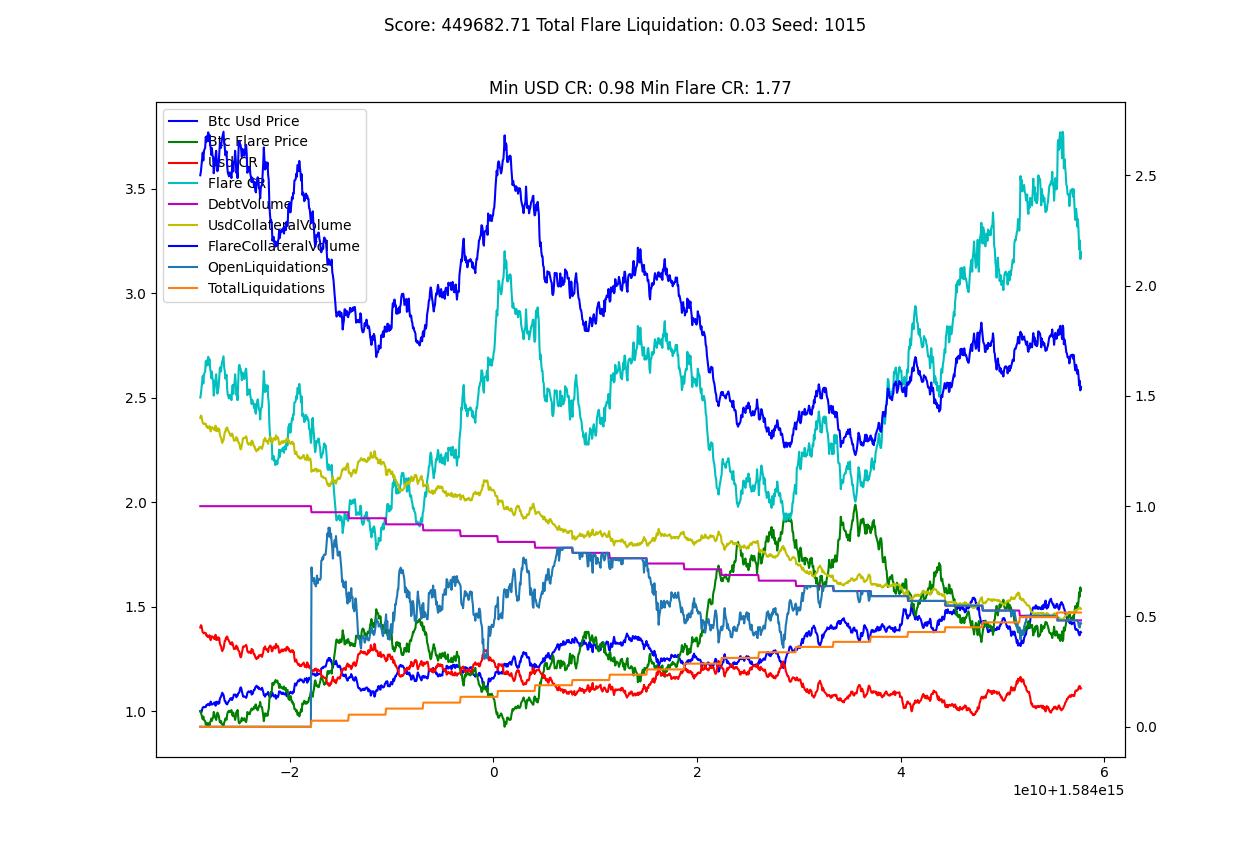 Score: 449682.71 Total Flare Liquidation: 0.03 Seed: 1015
Min USD CR: 0.98 Min Flare CR: 1.77
Btc Usd Price
Btc Flare Price
Usd CR
Flare CR
DebtVolume
UsdCollateralVolume
FlareCollateralVolume
OpenLiquidations
TotalLiquidations
3.5
3.0
2.5
2.0
1.5
1.0
2.5
2.0
1.5
1.0
0.5
0.0
−2
0
2
4
6
1e10+1.584e15